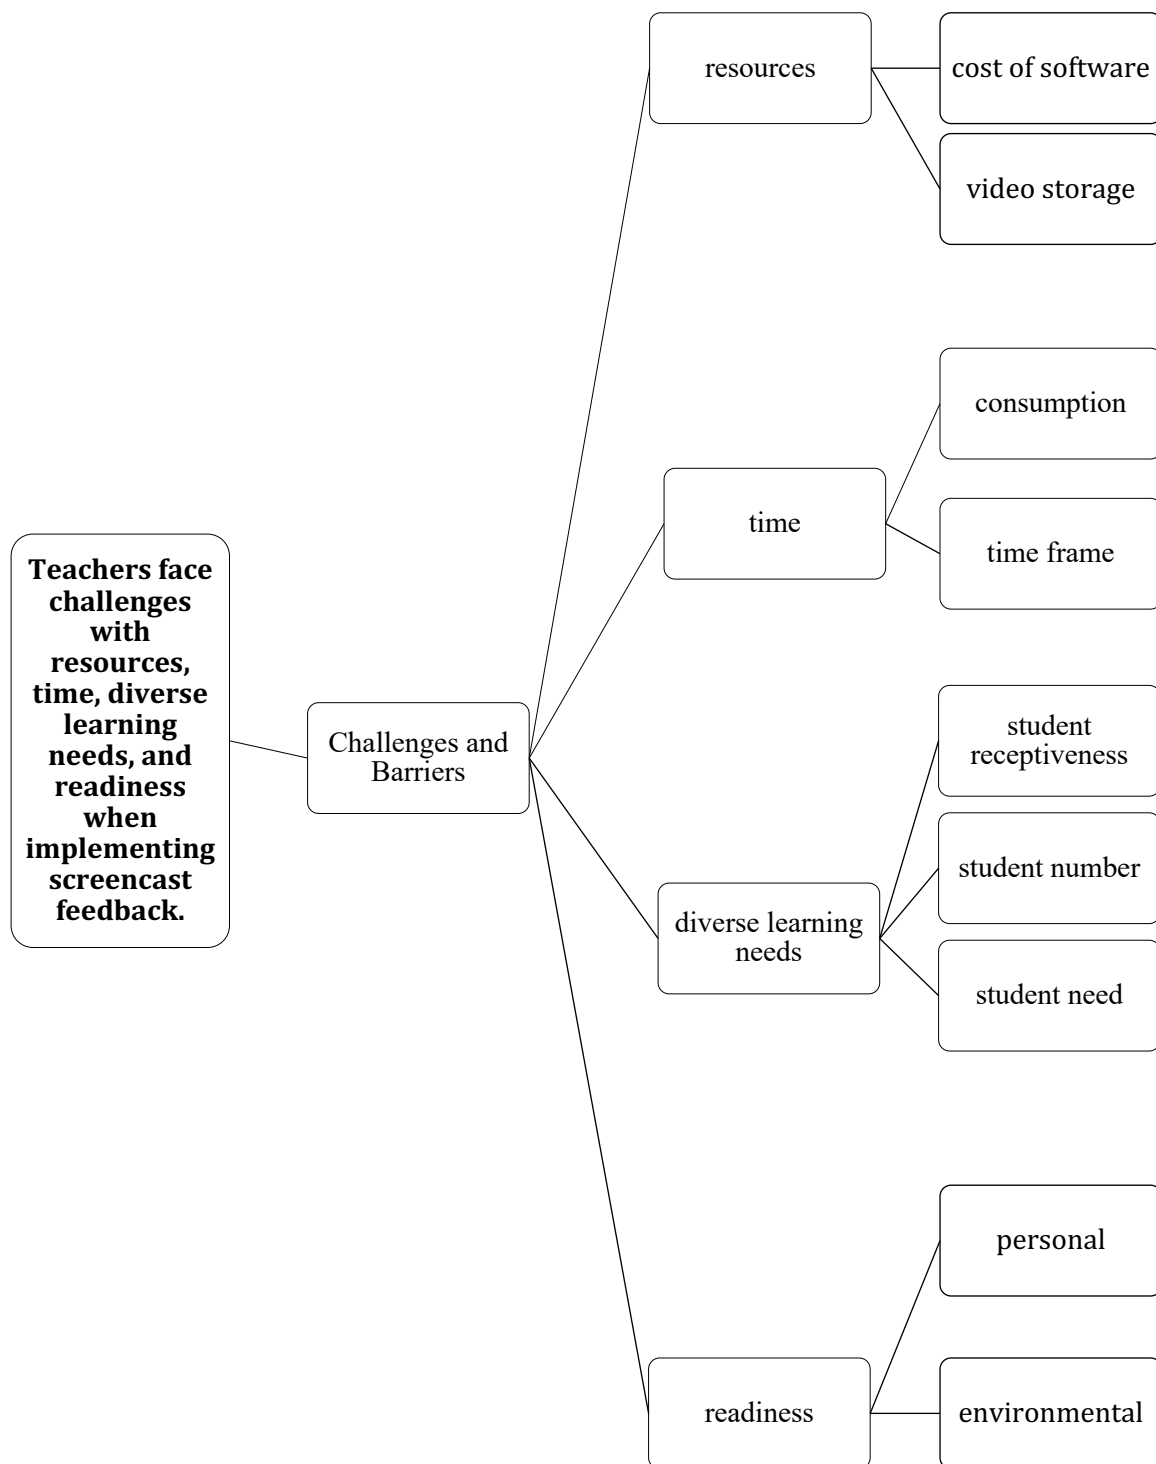 Teachers face
challenges
with
resources,
time, diverse
learning
needs, and
readiness
when
implementing
screencast
feedback.
Challenges and
Barriers
resources
cost of software
video storage
time
consumption
time frame
diverse learning
needs
student
receptiveness
student number
student need
readiness
personal
environmental